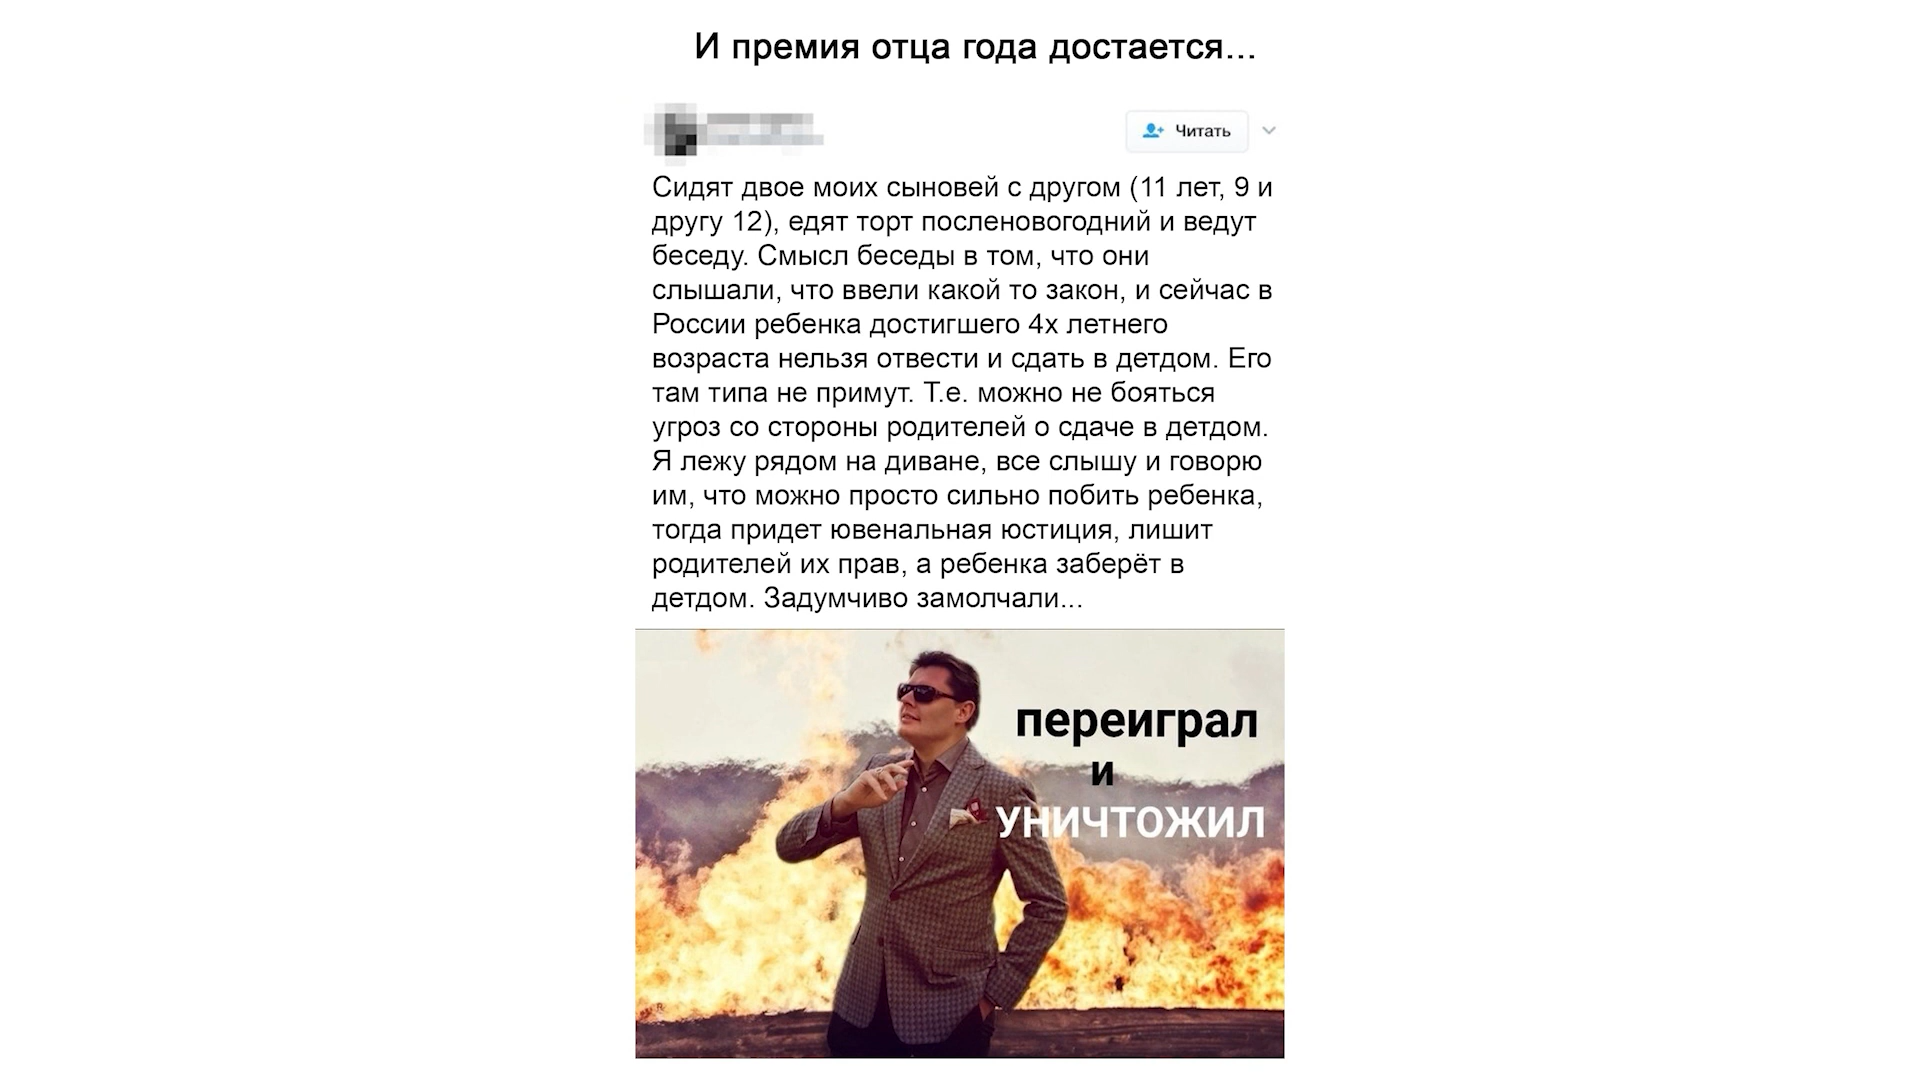 И премия отца года достается...
Читать
Сидят двое моих сыновей с другом (11 лет, 9 и
другу 12), едят торт посленовогодний и ведут
беседу. Смысл беседы в том, что они
слышали, что ввели какой то закон, и сейчас в
России ребенка достигшего 4х летнего
возраста нельзя отвести и сдать в детдом. Его
там типа не примут. Т.е. можно не бояться
угроз со стороны родителей о сдаче в детдом.
Я лежу рядом на диване, все слышу и говорю
им, что можно просто сильно побить ребенка,
тогда придет ювенальная юстиция, лишит
родителей их прав, а ребенка заберёт в
детдом. Задумчиво замолчали...
переиграл
и
УНИЧТОЖИЛ